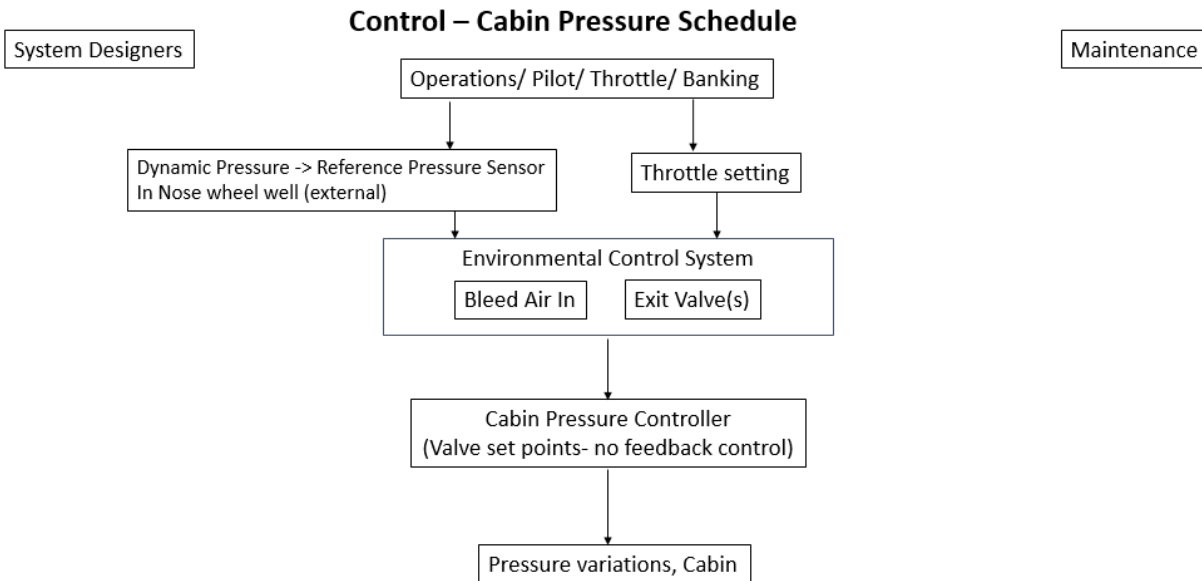 Control – Cabin Pressure Schedule
System Designers
Maintenance
Operations/ Pilot/ Throttle/ Banking
Dynamic Pressure -> Reference Pressure Sensor
In Nose wheel well (external)
Throttle setting
Environmental Control System
Bleed Air In
Exit Valve(s)
Cabin Pressure Controller
(Valve set points- no feedback control)
Pressure variations, Cabin